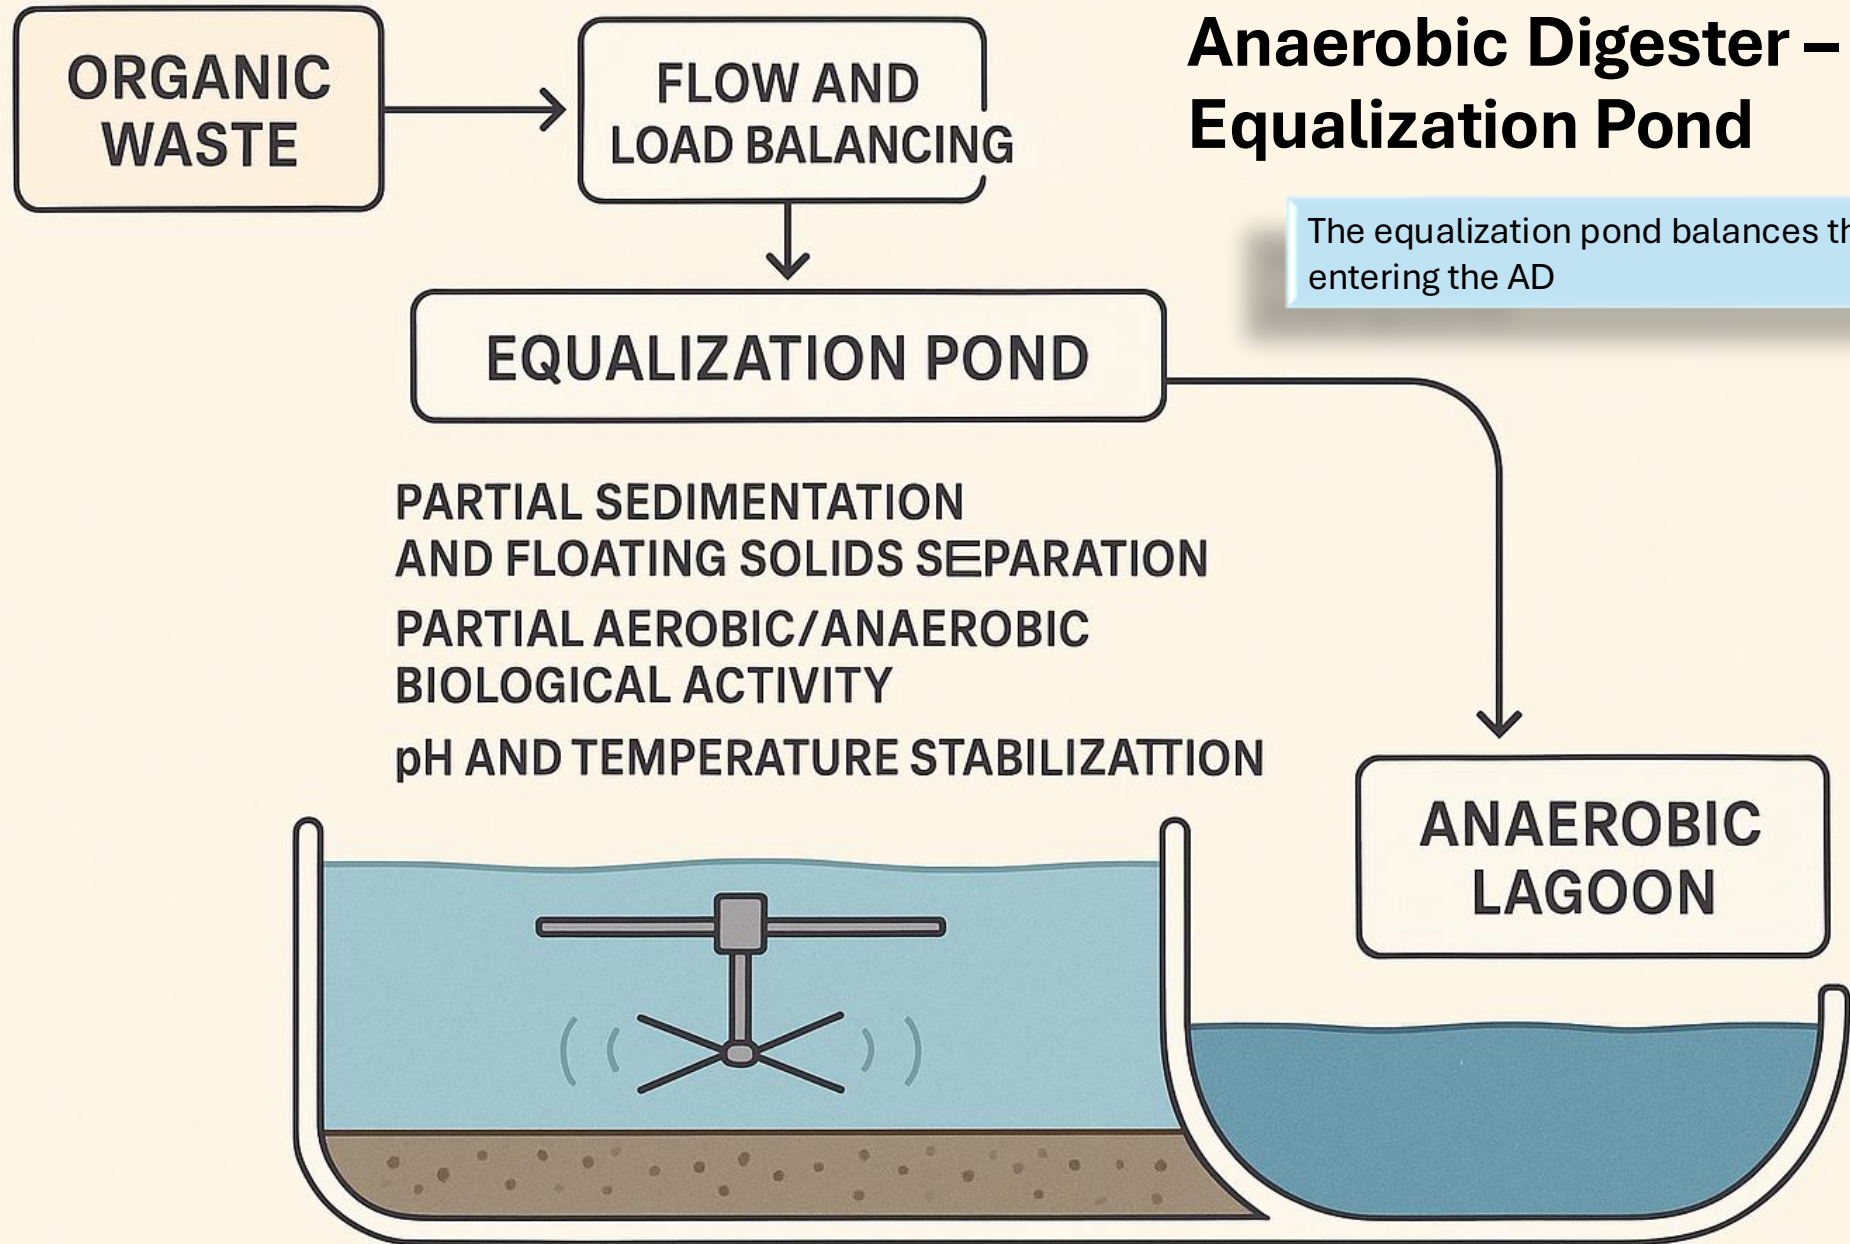 Anaerobic Digester –
Equalization Pond
The equalization pond balances
entering the AD
ORGANIC
WASTE
FLOW AND
LOAD BALANCING
EQUALIZATION POND
PARTIAL SEDIMENTATION
AND FLOATING SOLIDS SEPARATION
PARTIAL AEROBIC/ANAEROBIC
BIOLOGICAL ACTIVITY
pH AND TEMPERATURE STABILIZATTION
ANAEROBIC
LAGOON